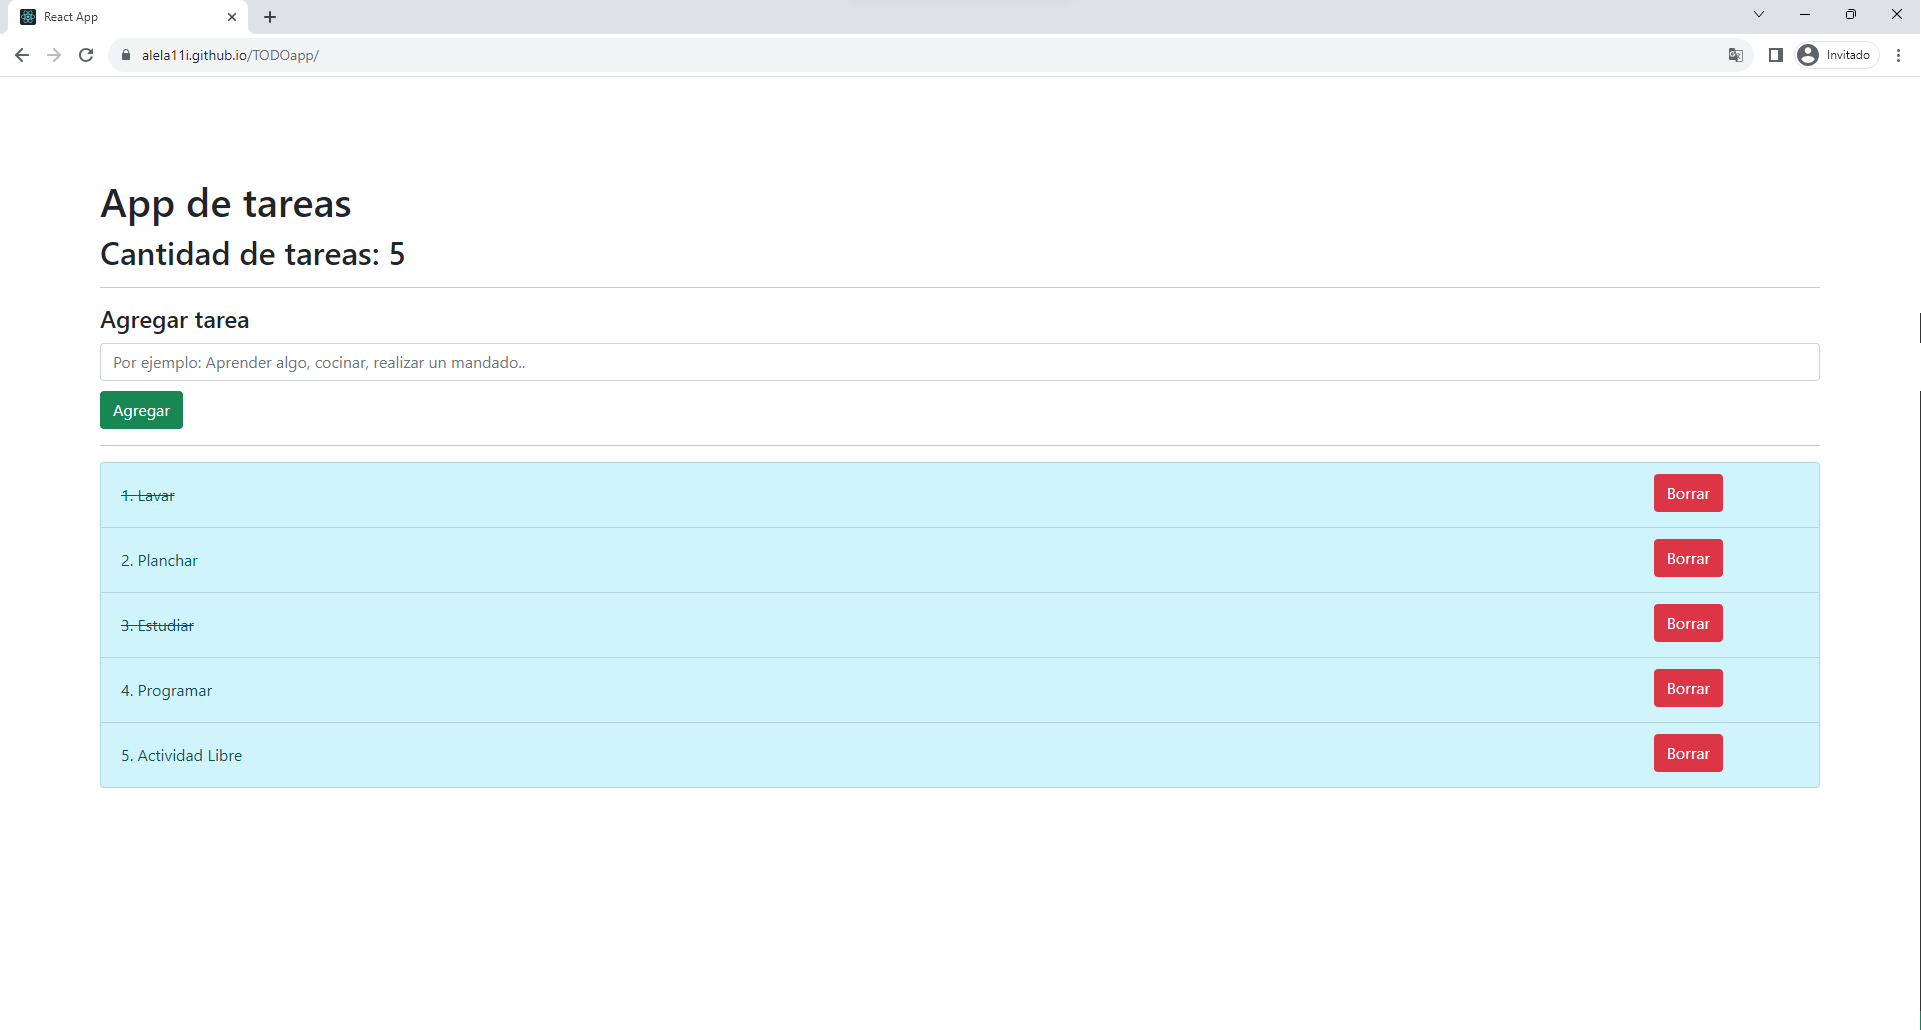 React App
alela11i.github.io/TODOapp/
Invitado
App de tareas
Cantidad de tareas: 5
Agregar tarea
Por ejemplo: Aprender algo, cocinar, realizar un mandado..
Agregar
1. Lavar
Borrar
2. Planchar
Borrar
3. Estudiar
Borrar
4. Programar
Borrar
5. Actividad Libre
Borrar